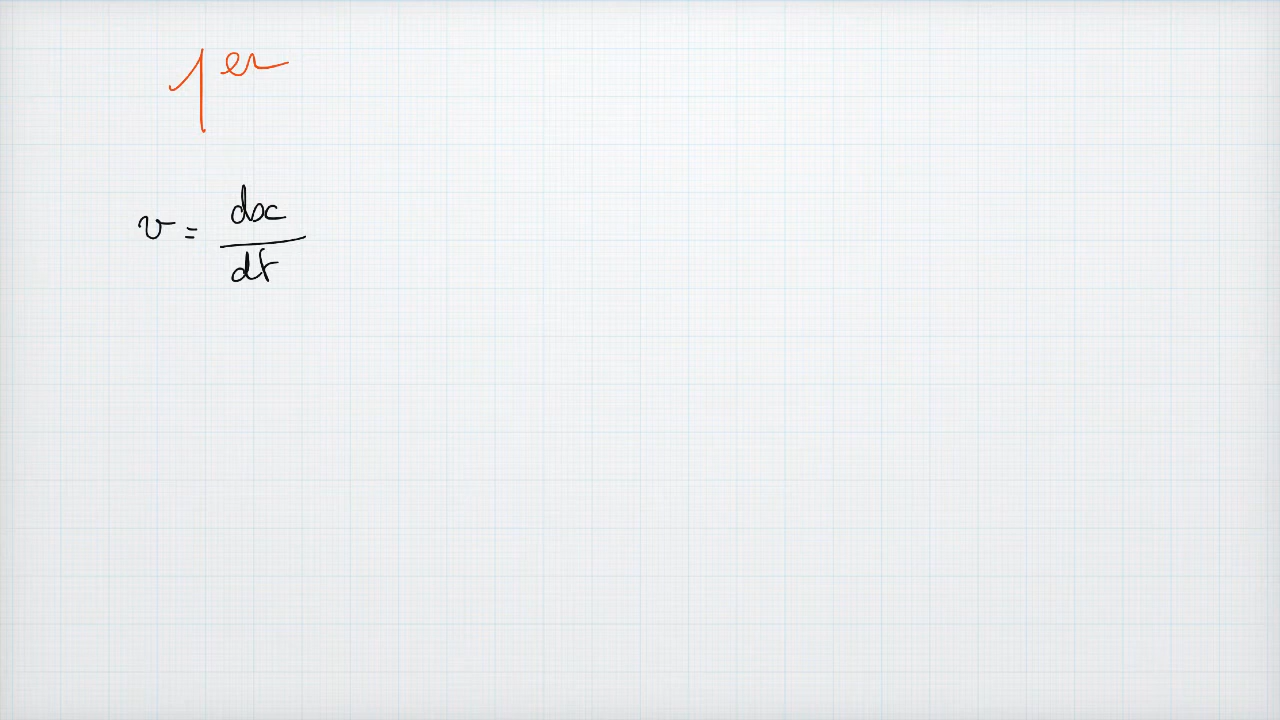 1er
v = dx/dt